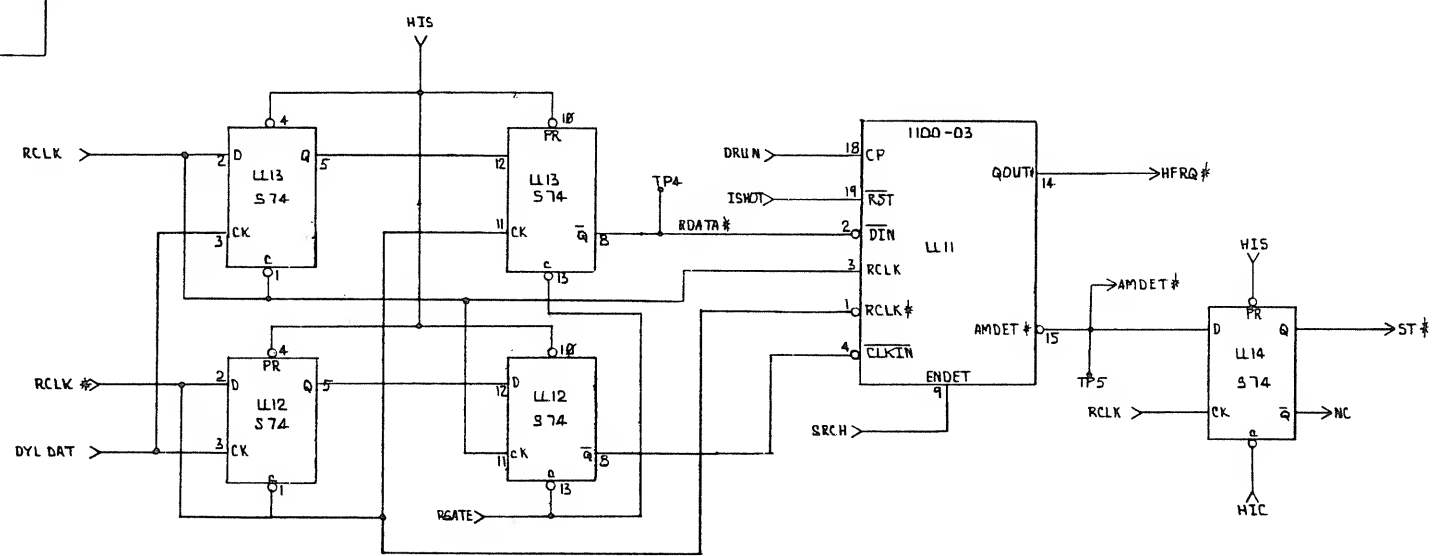 HIS
4
10
PR
RCLK
2
D
Q
5
12
LL13
S74
LL13
S74
3
CK
11
CK
Q
8
C
1
C
13
TP4
RDATA#
DRUN
18
CP
1100-03
QOUT
14
HFRQ#
ISHOT
19
RST
2
DIN
LL11
3
RCLK
1
RCLK#
4
CLKIN
AMDET#
15
ENDET
9
SRCH
AMDET#
TP5
HIS
PR
D
Q
ST#
LL14
S74
RCLK
CK
Q
NC
C
HIC
4
PR
10
RCLK#
2
D
Q
5
12
D
LL12
S74
LL12
S74
DYL DAT
3
CK
11
CK
Q
8
C
1
C
13
RGATE